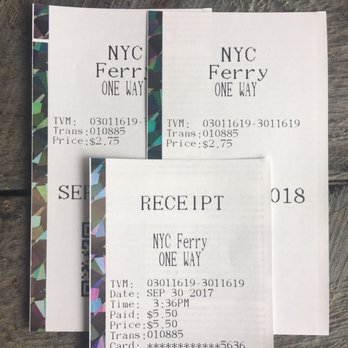 NYC
Ferry
ONE WAY
TVM: 03011619-3011619
Trans:010885
Price:$2.75
SEP
NYC
Ferry
ONE WAY
TVM: 03011619-3011619
Trans:010885
Price:$2.75
2018
RECEIPT
NYC Ferry
ONE WAY
TVM: 03011619-3011619
Date: SEP 30 2017
Time: 3:36PM
Paid: $5.50
Price:$5.50
Trans:010885
Card: ************5636